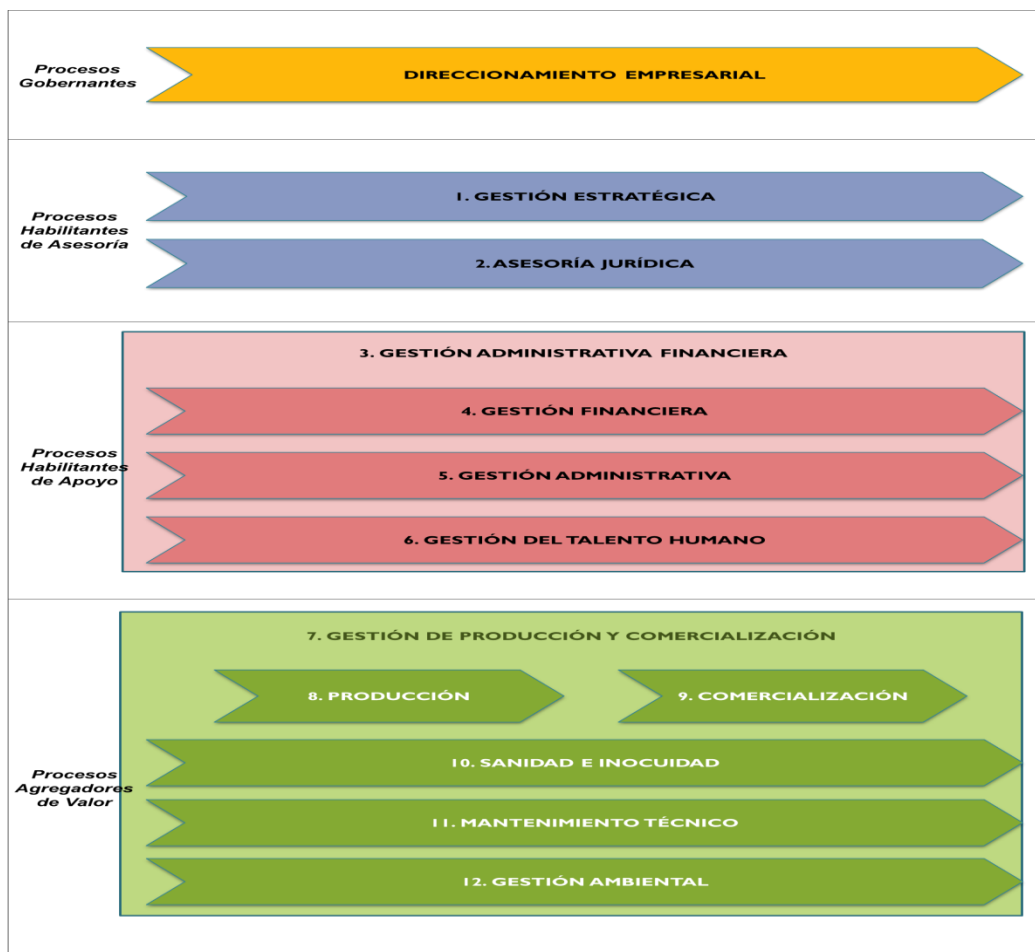 Procesos
Gobernantes
DIRECCIONAMIENTO EMPRESARIAL
Procesos
Habilitantes
de Asesoría
1. GESTIÓN ESTRATÉGICA
2. ASESORÍA JURÍDICA
Procesos
Habilitantes
de Apoyo
3. GESTIÓN ADMINISTRATIVA FINANCIERA
4. GESTIÓN FINANCIERA
5. GESTIÓN ADMINISTRATIVA
6. GESTIÓN DEL TALENTO HUMANO
Procesos
Agregadores
de Valor
7. GESTIÓN DE PRODUCCIÓN Y COMERCIALIZACIÓN
8. PRODUCCIÓN
9. COMERCIALIZACIÓN
10. SANIDAD E INOCUIDAD
11. MANTENIMIENTO TÉCNICO
12. GESTIÓN AMBIENTAL